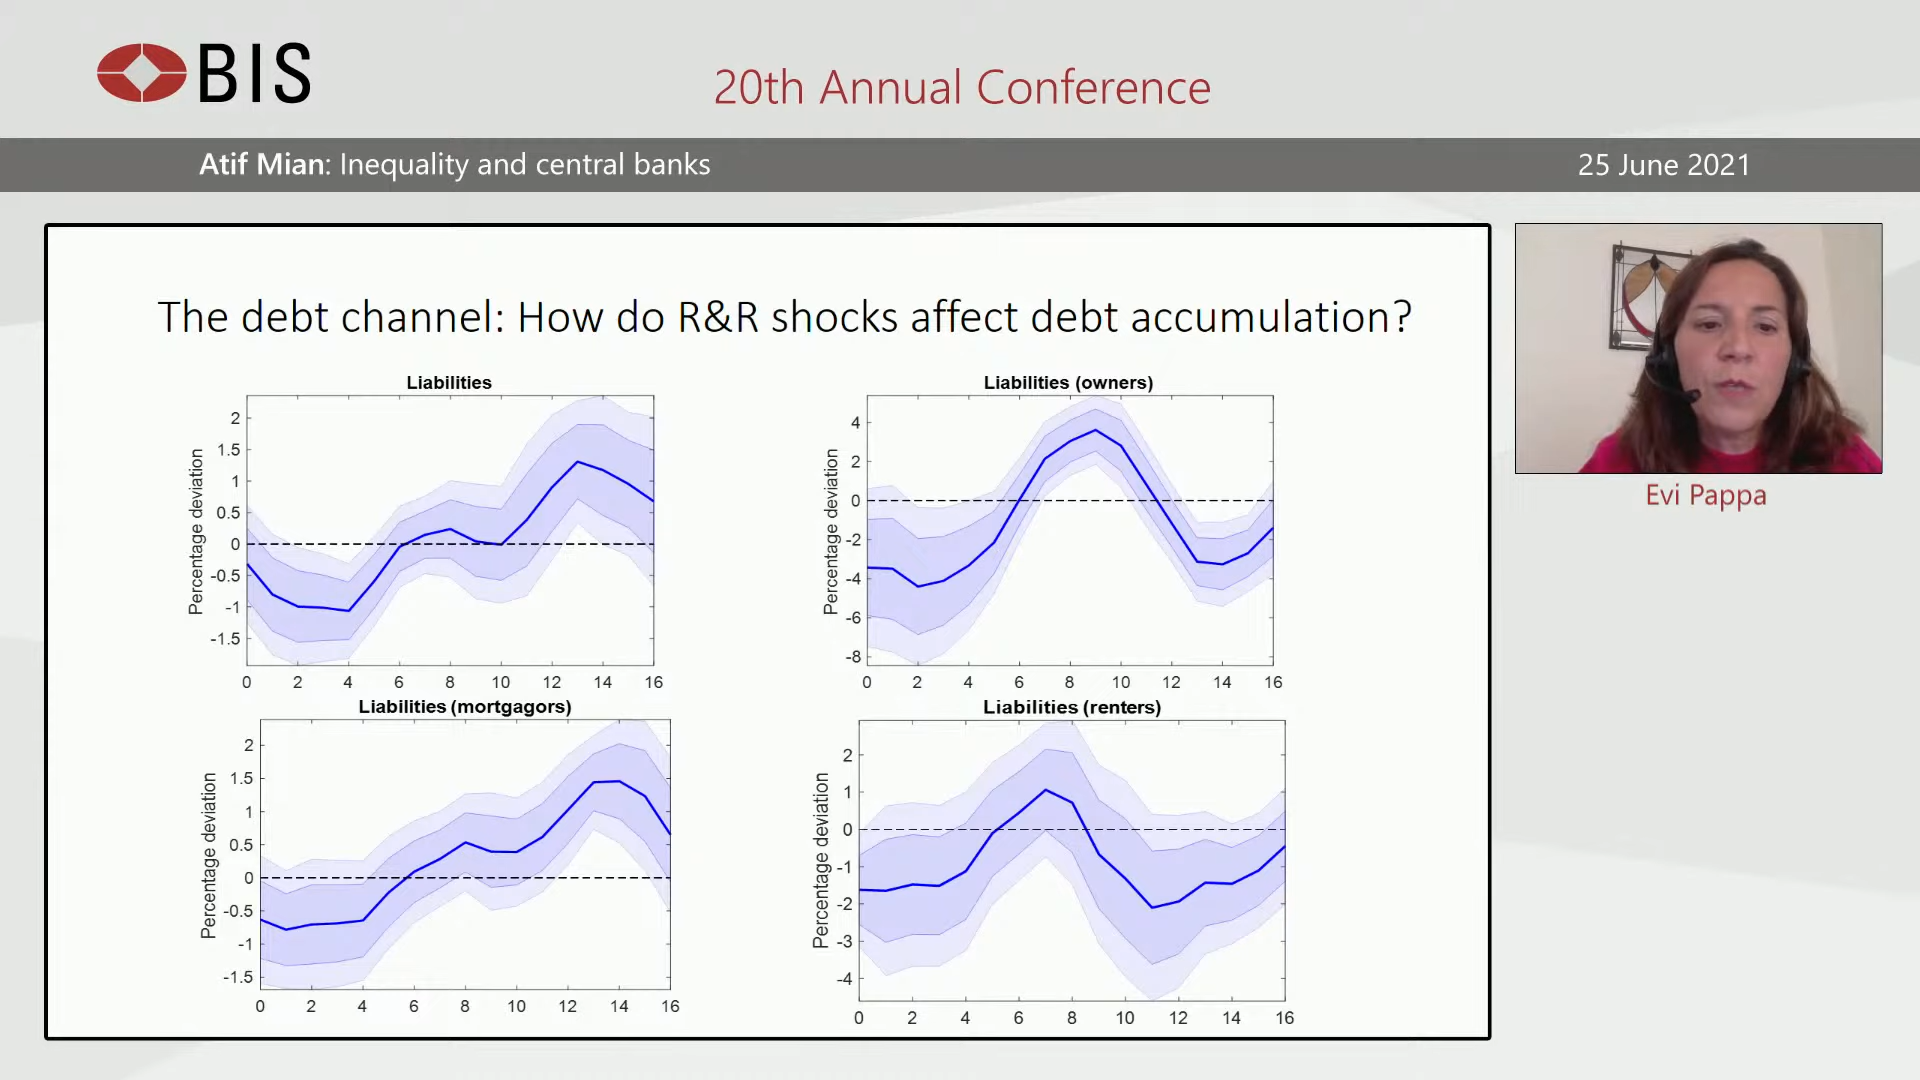 BIS
20th Annual Conference
Atif Mian: Inequality and central banks
25 June 2021
The debt channel: How do R&R shocks affect debt accumulation?
Liabilities
Percentage deviation
2
1.5
1
0.5
0
-0.5
-1
-1.5
0 2 4 6 8 10 12 14 16
Liabilities (owners)
Percentage deviation
4
2
0
-2
-4
-6
-8
0 2 4 6 8 10 12 14 16
Liabilities (mortgagors)
Percentage deviation
2
1.5
1
0.5
0
-0.5
-1
-1.5
0 2 4 6 8 10 12 14 16
Liabilities (renters)
Percentage deviation
2
1
0
-1
-2
-3
-4
0 2 4 6 8 10 12 14 16
Evi Pappa